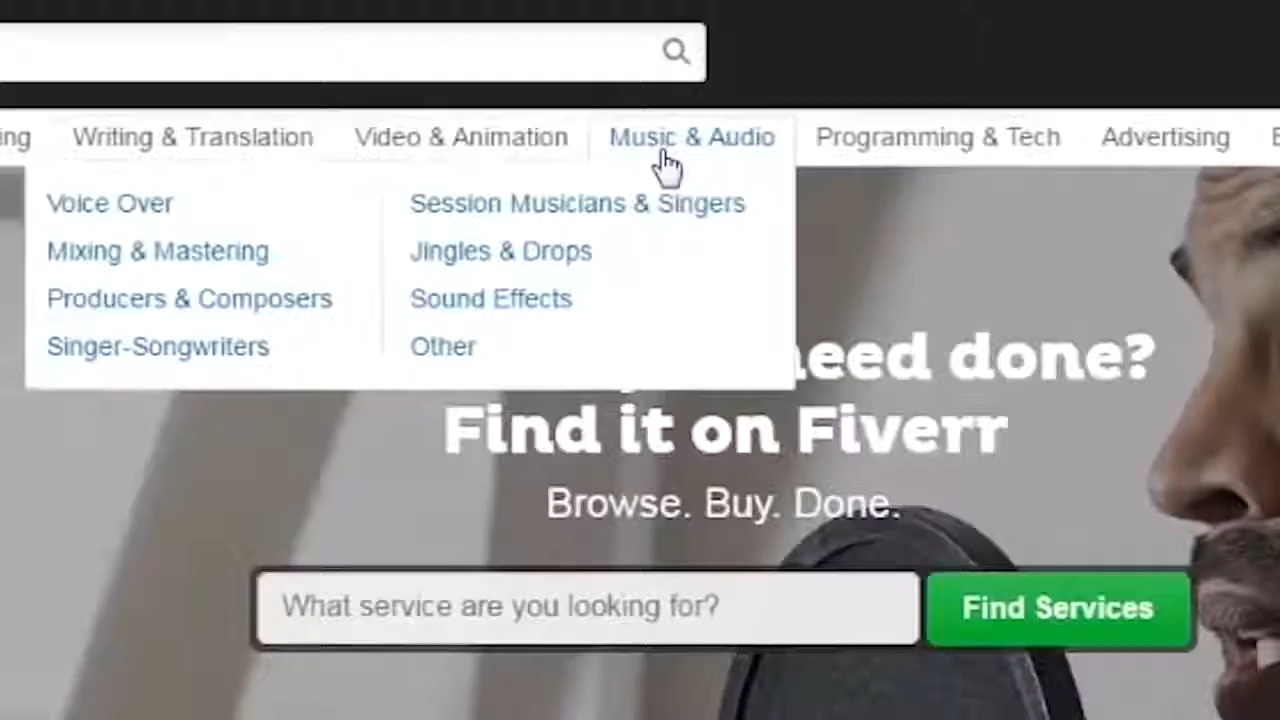 Writing & Translation Video & Animation Music & Audio Programming & Tech Advertising
Voice Over Session Musicians & Singers
Mixing & Mastering Jingles & Drops
Producers & Composers Sound Effects
Singer-Songwriters Other
need done?
Find it on Fiverr
Browse. Buy. Done.
What service are you looking for? Find Services